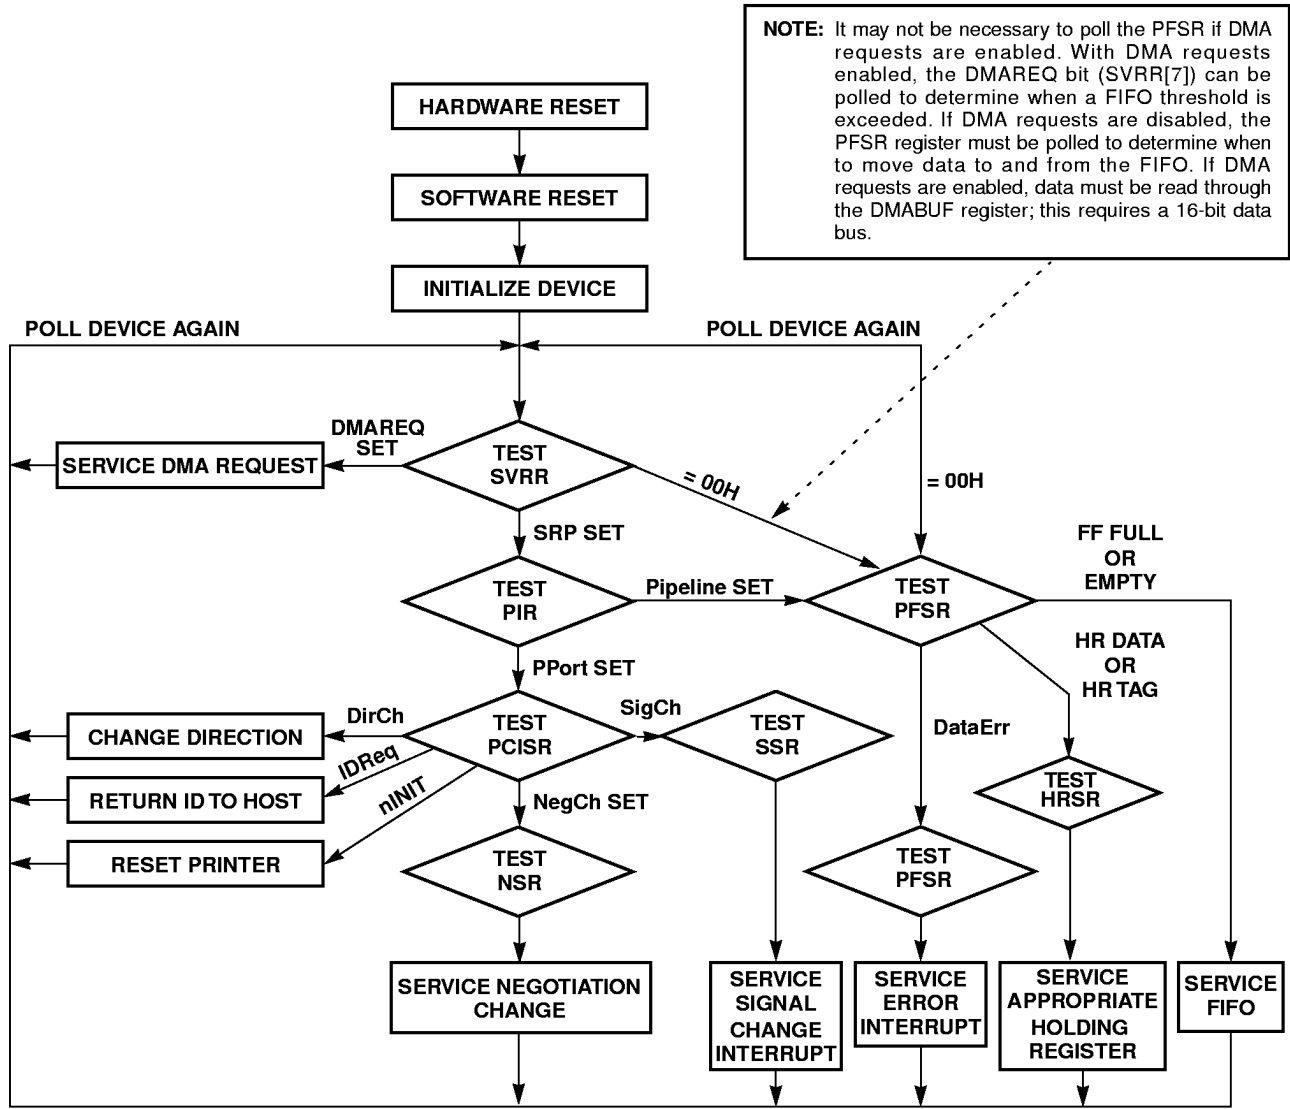 NOTE: It may not be necessary to poll the PFSR if DMA
requests are enabled. With DMA requests
enabled, the DMAREQ bit (SVRR[7]) can be
polled to determine when a FIFO threshold is
exceeded. If DMA requests are disabled, the
PFSR register must be polled to determine when
to move data to and from the FIFO. If DMA
requests are enabled, data must be read through
the DMABUF register; this requires a 16-bit data
bus.
HARDWARE RESET
SOFTWARE RESET
INITIALIZE DEVICE
POLL DEVICE AGAIN
POLL DEVICE AGAIN
DMAREQ
SET
SERVICE DMA REQUEST
TEST
SVRR
= 00H
= 00H
SRP SET
FF FULL
OR
EMPTY
TEST
PIR
Pipeline SET
TEST
PFSR
PPort SET
HR DATA
OR
HR TAG
DirCh
SigCh
CHANGE DIRECTION
TEST
PCISR
TEST
SSR
DataErr
IDReq
RETURN ID TO HOST
nINIT
NegCh SET
TEST
HRSR
RESET PRINTER
TEST
NSR
TEST
PFSR
SERVICE NEGOTIATION
CHANGE
SERVICE
SIGNAL
CHANGE
INTERRUPT
SERVICE
ERROR
INTERRUPT
SERVICE
APPROPRIATE
HOLDING
REGISTER
SERVICE
FIFO